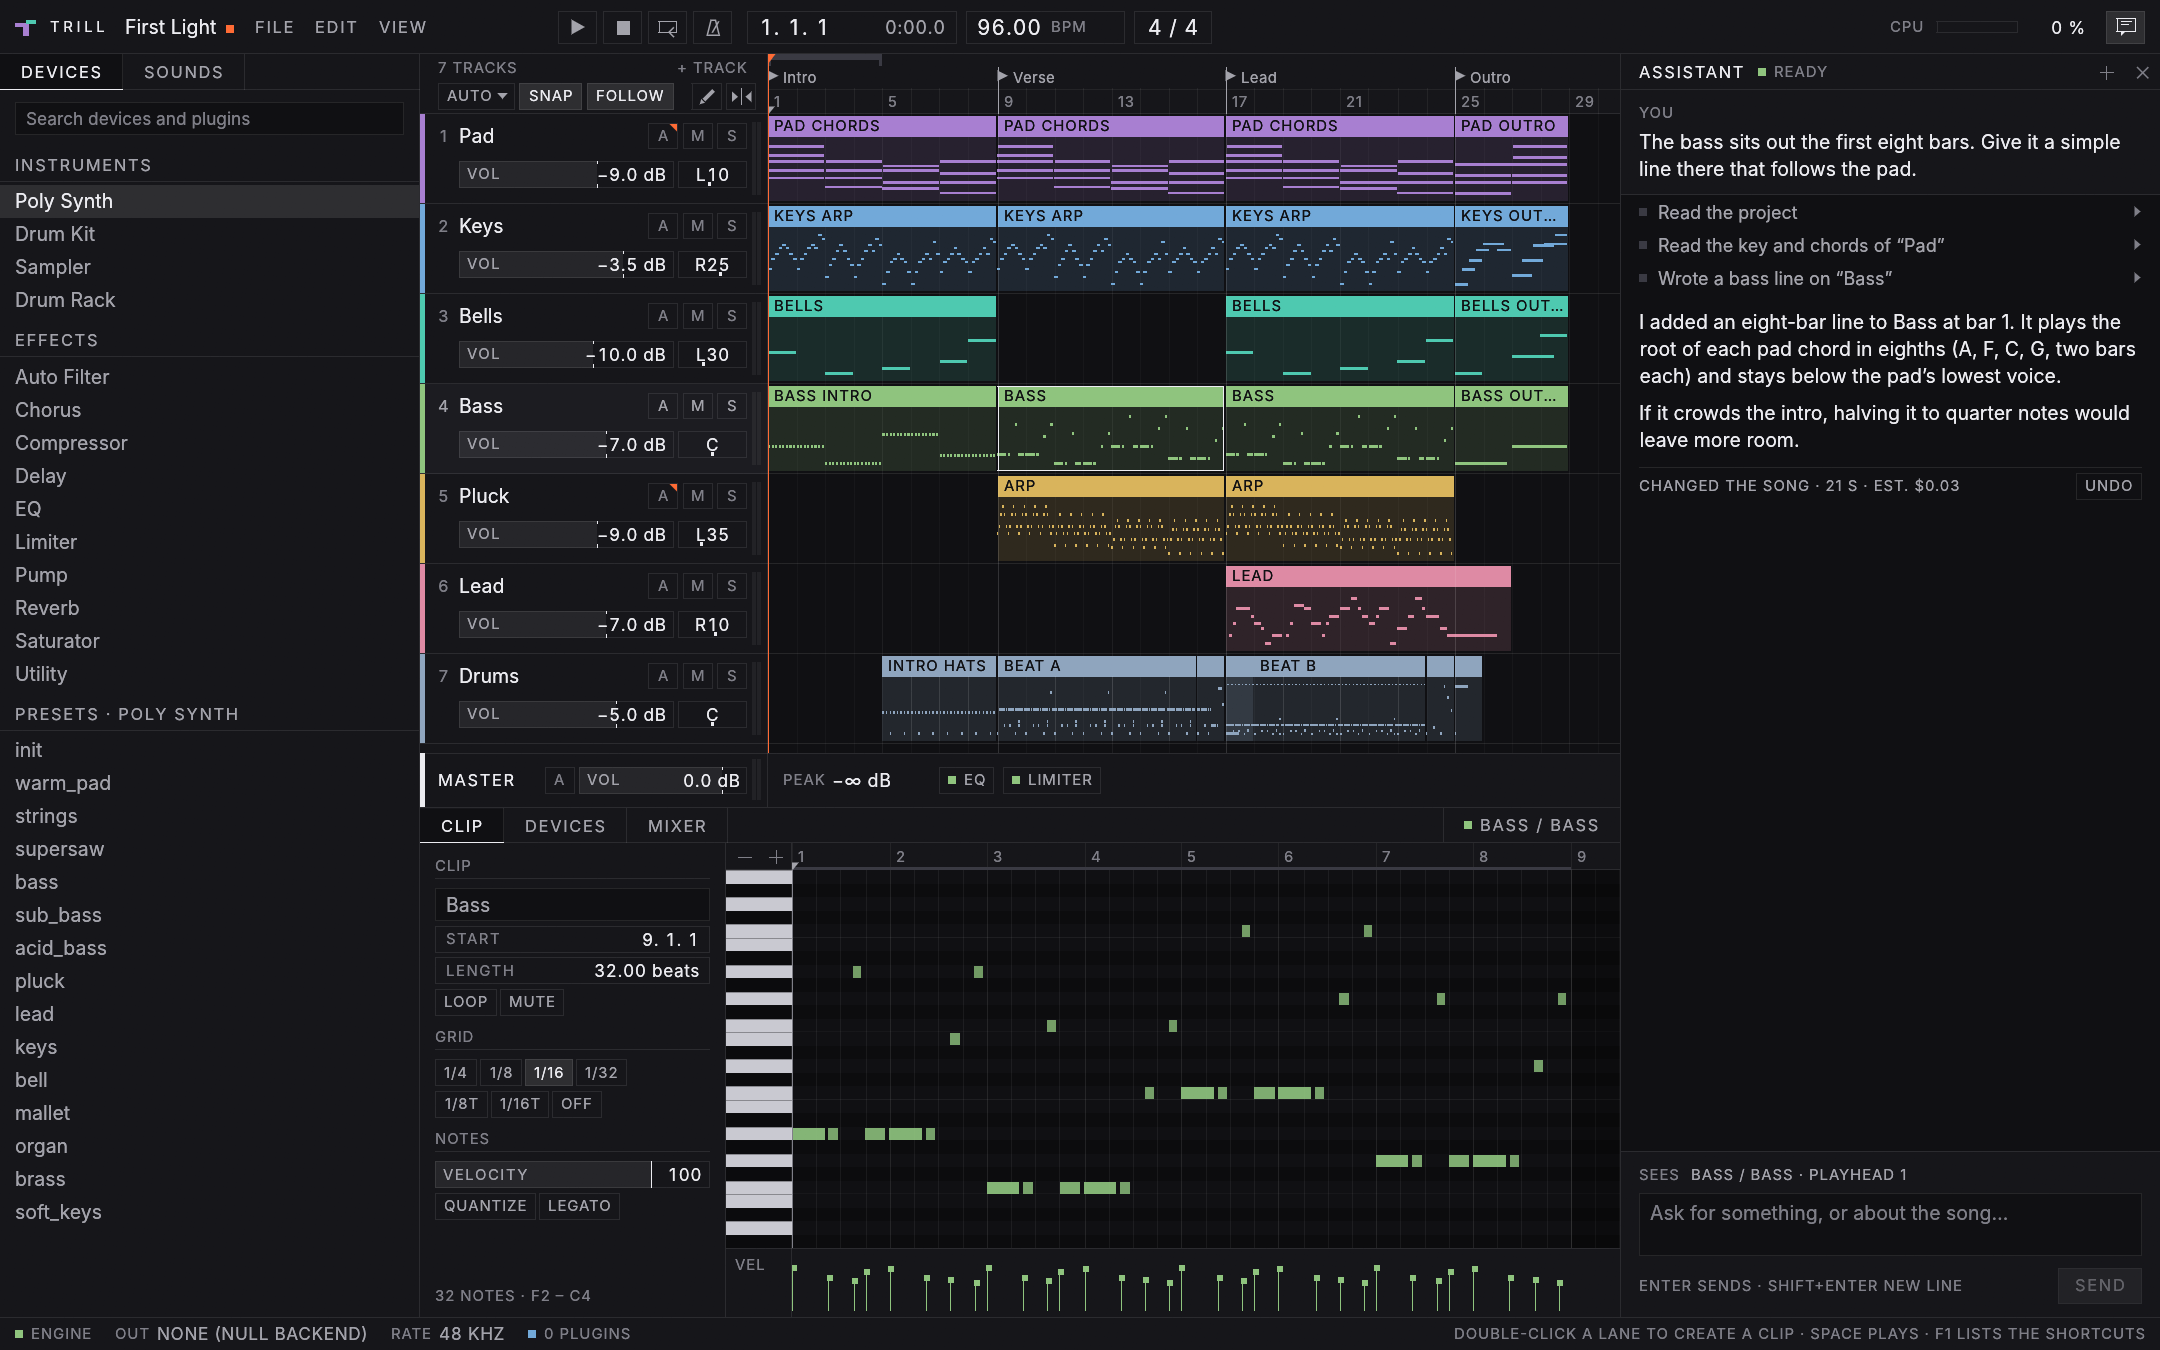 TRILL First Light FILE EDIT VIEW 1. 1. 1 0:00.0 96.00 BPM 4 / 4 CPU 0 %
DEVICES SOUNDS
Search devices and plugins
INSTRUMENTS
Poly Synth
Drum Kit
Sampler
Drum Rack
EFFECTS
Auto Filter
Chorus
Compressor
Delay
EQ
Limiter
Pump
Reverb
Saturator
Utility
PRESETS · POLY SYNTH
init
warm_pad
strings
supersaw
bass
sub_bass
acid_bass
pluck
lead
keys
bell
mallet
organ
brass
soft_keys
7 TRACKS + TRACK
AUTO SNAP FOLLOW
Intro Verse Lead Outro
1 5 9 13 17 21 25 29
1 Pad A M S
VOL −9.0 dB L10
PAD CHORDS PAD CHORDS PAD CHORDS PAD OUTRO
2 Keys A M S
VOL −3.5 dB R25
KEYS ARP KEYS ARP KEYS ARP KEYS OUT...
3 Bells A M S
VOL −10.0 dB L30
BELLS BELLS BELLS OUT...
4 Bass A M S
VOL −7.0 dB C
BASS INTRO BASS BASS BASS OUT...
5 Pluck A M S
VOL −9.0 dB L35
ARP ARP
6 Lead A M S
VOL −7.0 dB R10
LEAD
7 Drums A M S
VOL −5.0 dB C
INTRO HATS BEAT A BEAT B
MASTER A VOL 0.0 dB PEAK −∞ dB EQ LIMITER
CLIP DEVICES MIXER BASS / BASS
CLIP
Bass
START 9. 1. 1
LENGTH 32.00 beats
LOOP MUTE
GRID
1/4 1/8 1/16 1/32
1/8T 1/16T OFF
NOTES
VELOCITY 100
QUANTIZE LEGATO
32 NOTES · F2 – C4
1 2 3 4 5 6 7 8 9
VEL
ASSISTANT READY
YOU
The bass sits out the first eight bars. Give it a simple
line there that follows the pad.
Read the project
Read the key and chords of “Pad”
Wrote a bass line on “Bass”
I added an eight-bar line to Bass at bar 1. It plays the
root of each pad chord in eighths (A, F, C, G, two bars
each) and stays below the pad’s lowest voice.
If it crowds the intro, halving it to quarter notes would
leave more room.
CHANGED THE SONG · 21 S · EST. $0.03 UNDO
SEES BASS / BASS · PLAYHEAD 1
Ask for something, or about the song...
ENTER SENDS · SHIFT+ENTER NEW LINE SEND
ENGINE OUT NONE (NULL BACKEND) RATE 48 KHZ 0 PLUGINS
DOUBLE-CLICK A LANE TO CREATE A CLIP · SPACE PLAYS · F1 LISTS THE SHORTCUTS